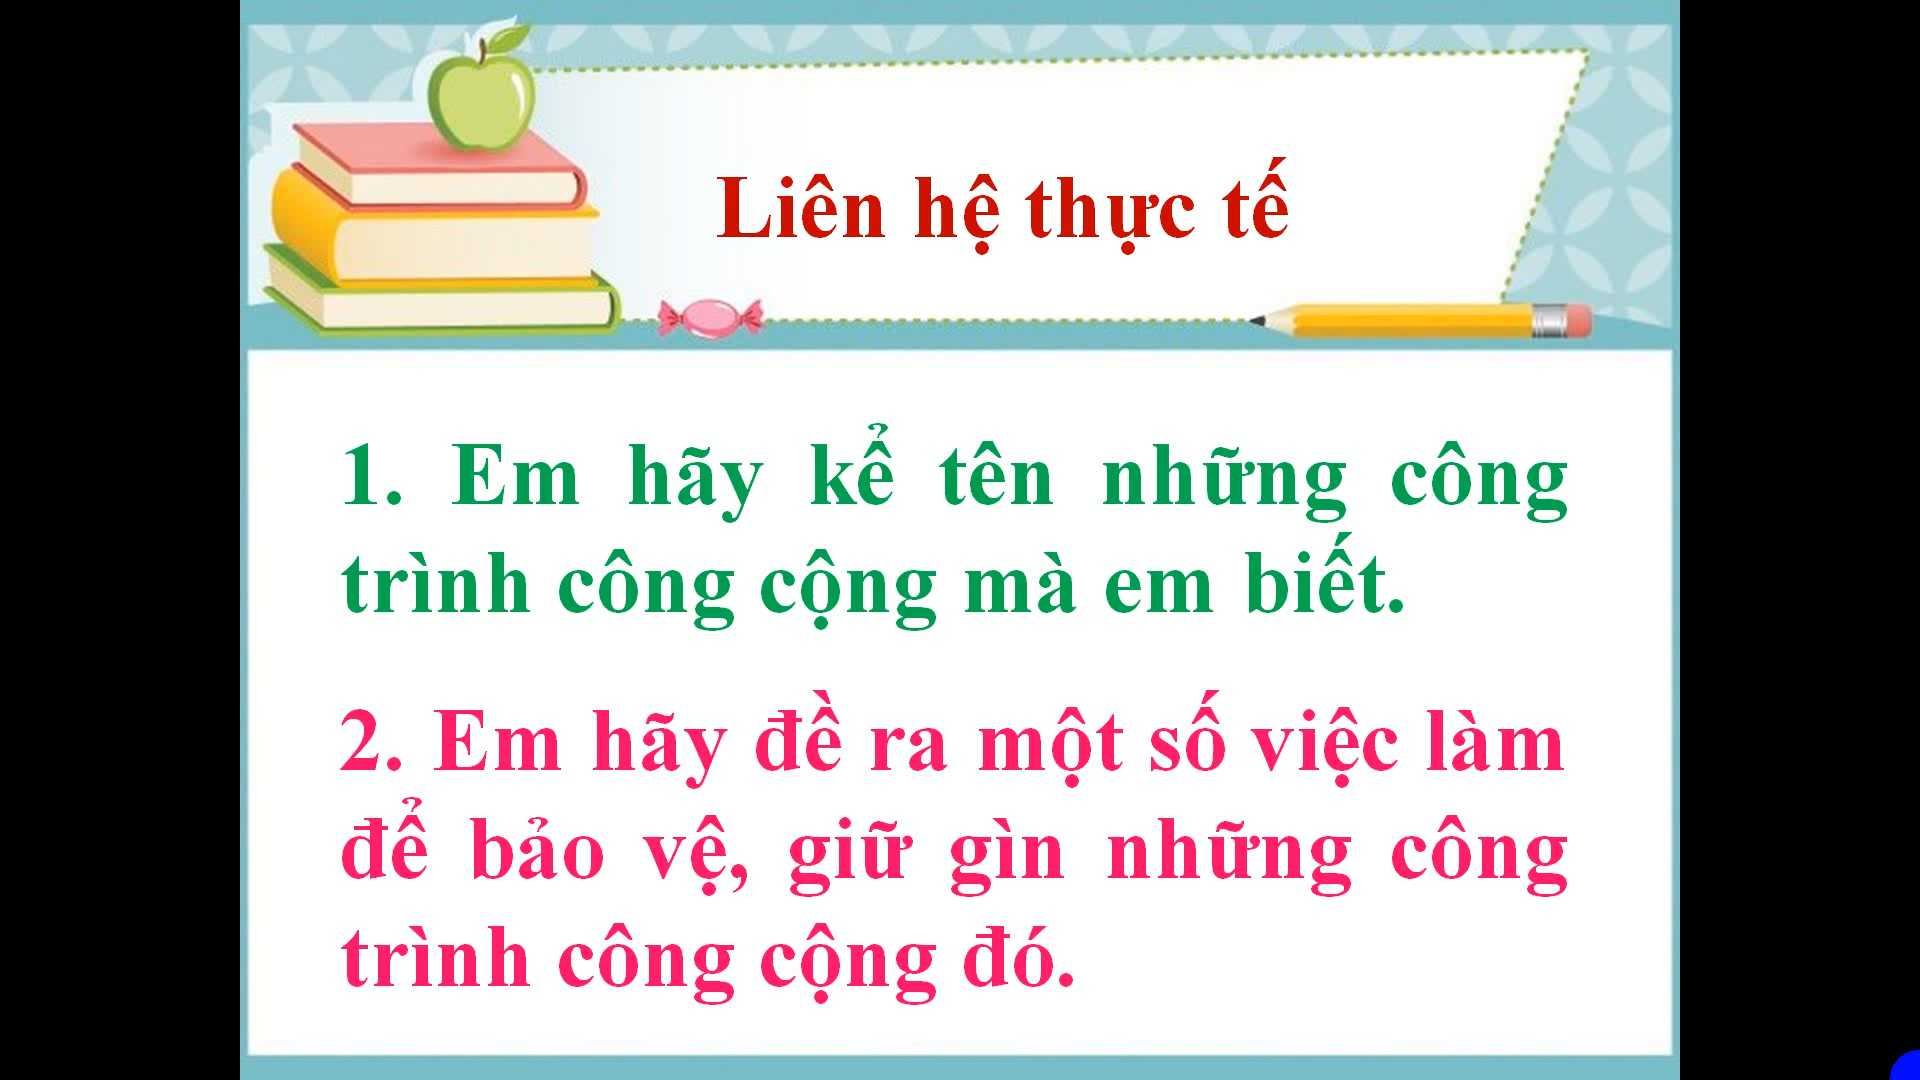 Liên hệ thực tế
1. Em hãy kể tên những công
trình công cộng mà em biết.
2. Em hãy đề ra một số việc làm
để bảo vệ, giữ gìn những công
trình công cộng đó.